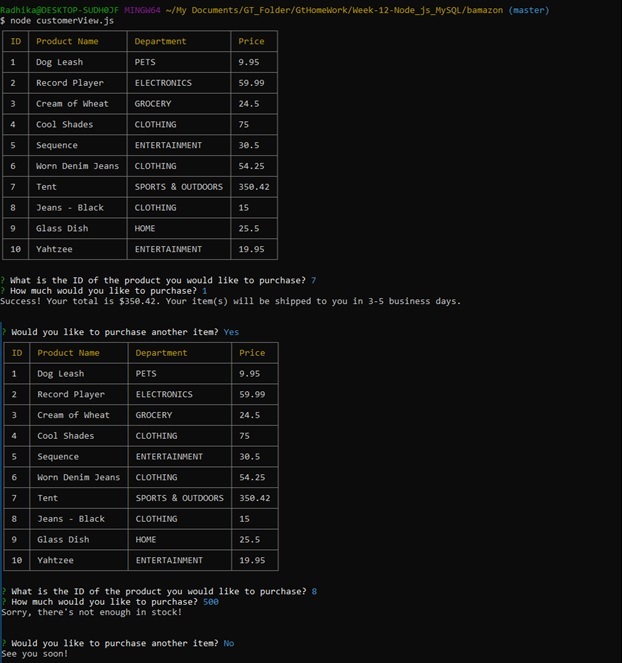 Radhika@DESKTOP-SUDH0JF MINGW64 ~/My Documents/GT_Folder/GtHomeWork/Week-12-Node_js_MySQL/bamazon (master)
$ node customerView.js
ID Product Name Department Price
1 Dog Leash PETS 9.95
2 Record Player ELECTRONICS 59.99
3 Cream of Wheat GROCERY 24.5
4 Cool Shades CLOTHING 75
5 Sequence ENTERTAINMENT 30.5
6 Worn Denim Jeans CLOTHING 54.25
7 Tent SPORTS & OUTDOORS 350.42
8 Jeans - Black CLOTHING 15
9 Glass Dish HOME 25.5
10 Yahtzee ENTERTAINMENT 19.95
? What is the ID of the product you would like to purchase? 7
? How much would you like to purchase? 1
Success! Your total is $350.42. Your item(s) will be shipped to you in 3-5 business days.
? Would you like to purchase another item? Yes
ID Product Name Department Price
1 Dog Leash PETS 9.95
2 Record Player ELECTRONICS 59.99
3 Cream of Wheat GROCERY 24.5
4 Cool Shades CLOTHING 75
5 Sequence ENTERTAINMENT 30.5
6 Worn Denim Jeans CLOTHING 54.25
7 Tent SPORTS & OUTDOORS 350.42
8 Jeans - Black CLOTHING 15
9 Glass Dish HOME 25.5
10 Yahtzee ENTERTAINMENT 19.95
? What is the ID of the product you would like to purchase? 8
? How much would you like to purchase? 500
Sorry, there's not enough in stock!
? Would you like to purchase another item? No
See you soon!